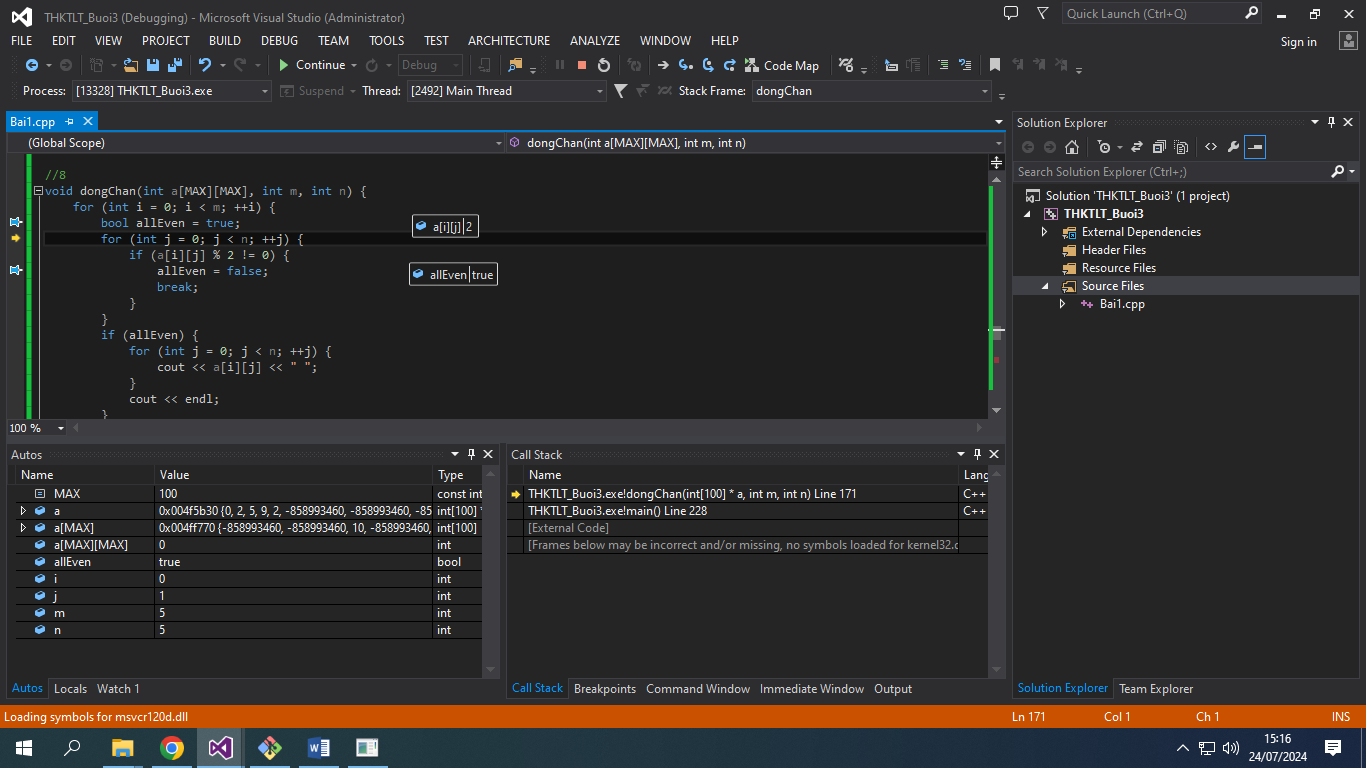 THKTLT_Buoi3 (Debugging) - Microsoft Visual Studio (Administrator)
Quick Launch (Ctrl+Q)
FILE EDIT VIEW PROJECT BUILD DEBUG TEAM TOOLS TEST ARCHITECTURE ANALYZE WINDOW HELP
Sign in
Continue Debug Code Map
Process: [13328] THKTLT_Buoi3.exe Suspend Thread: [2492] Main Thread Stack Frame: dongChan
Bai1.cpp
(Global Scope) dongChan(int a[MAX][MAX], int m, int n)
//8
void dongChan(int a[MAX][MAX], int m, int n) {
for (int i = 0; i < m; ++i) {
bool allEven = true;
a[i][j] 2
for (int j = 0; j < n; ++j) {
if (a[i][j] % 2 != 0) {
allEven = false;
allEven true
break;
}
}
if (allEven) {
for (int j = 0; j < n; ++j) {
cout << a[i][j] << " ";
}
cout << endl;
}
100 %
Autos
Name Value Type
MAX 100 const int
a 0x004f5b30 {0, 2, 5, 9, 2, -858993460, -858993460, -85 int[100] *
a[MAX] 0x004ff770 {-858993460, -858993460, 10, -858993460, int[100]
a[MAX][MAX] 0 int
allEven true bool
i 0 int
j 1 int
m 5 int
n 5 int
Autos Locals Watch 1
Call Stack
Name Lang
THKTLT_Buoi3.exe!dongChan(int[100] * a, int m, int n) Line 171 C++
THKTLT_Buoi3.exe!main() Line 228 C++
[External Code]
[Frames below may be incorrect and/or missing, no symbols loaded for kernel32.d
Call Stack Breakpoints Command Window Immediate Window Output
Solution Explorer
Search Solution Explorer (Ctrl+;)
Solution 'THKTLT_Buoi3' (1 project)
THKTLT_Buoi3
External Dependencies
Header Files
Resource Files
Source Files
Bai1.cpp
Solution Explorer Team Explorer
Loading symbols for msvcr120d.dll
Ln 171 Col 1 Ch 1 INS
15:16
24/07/2024